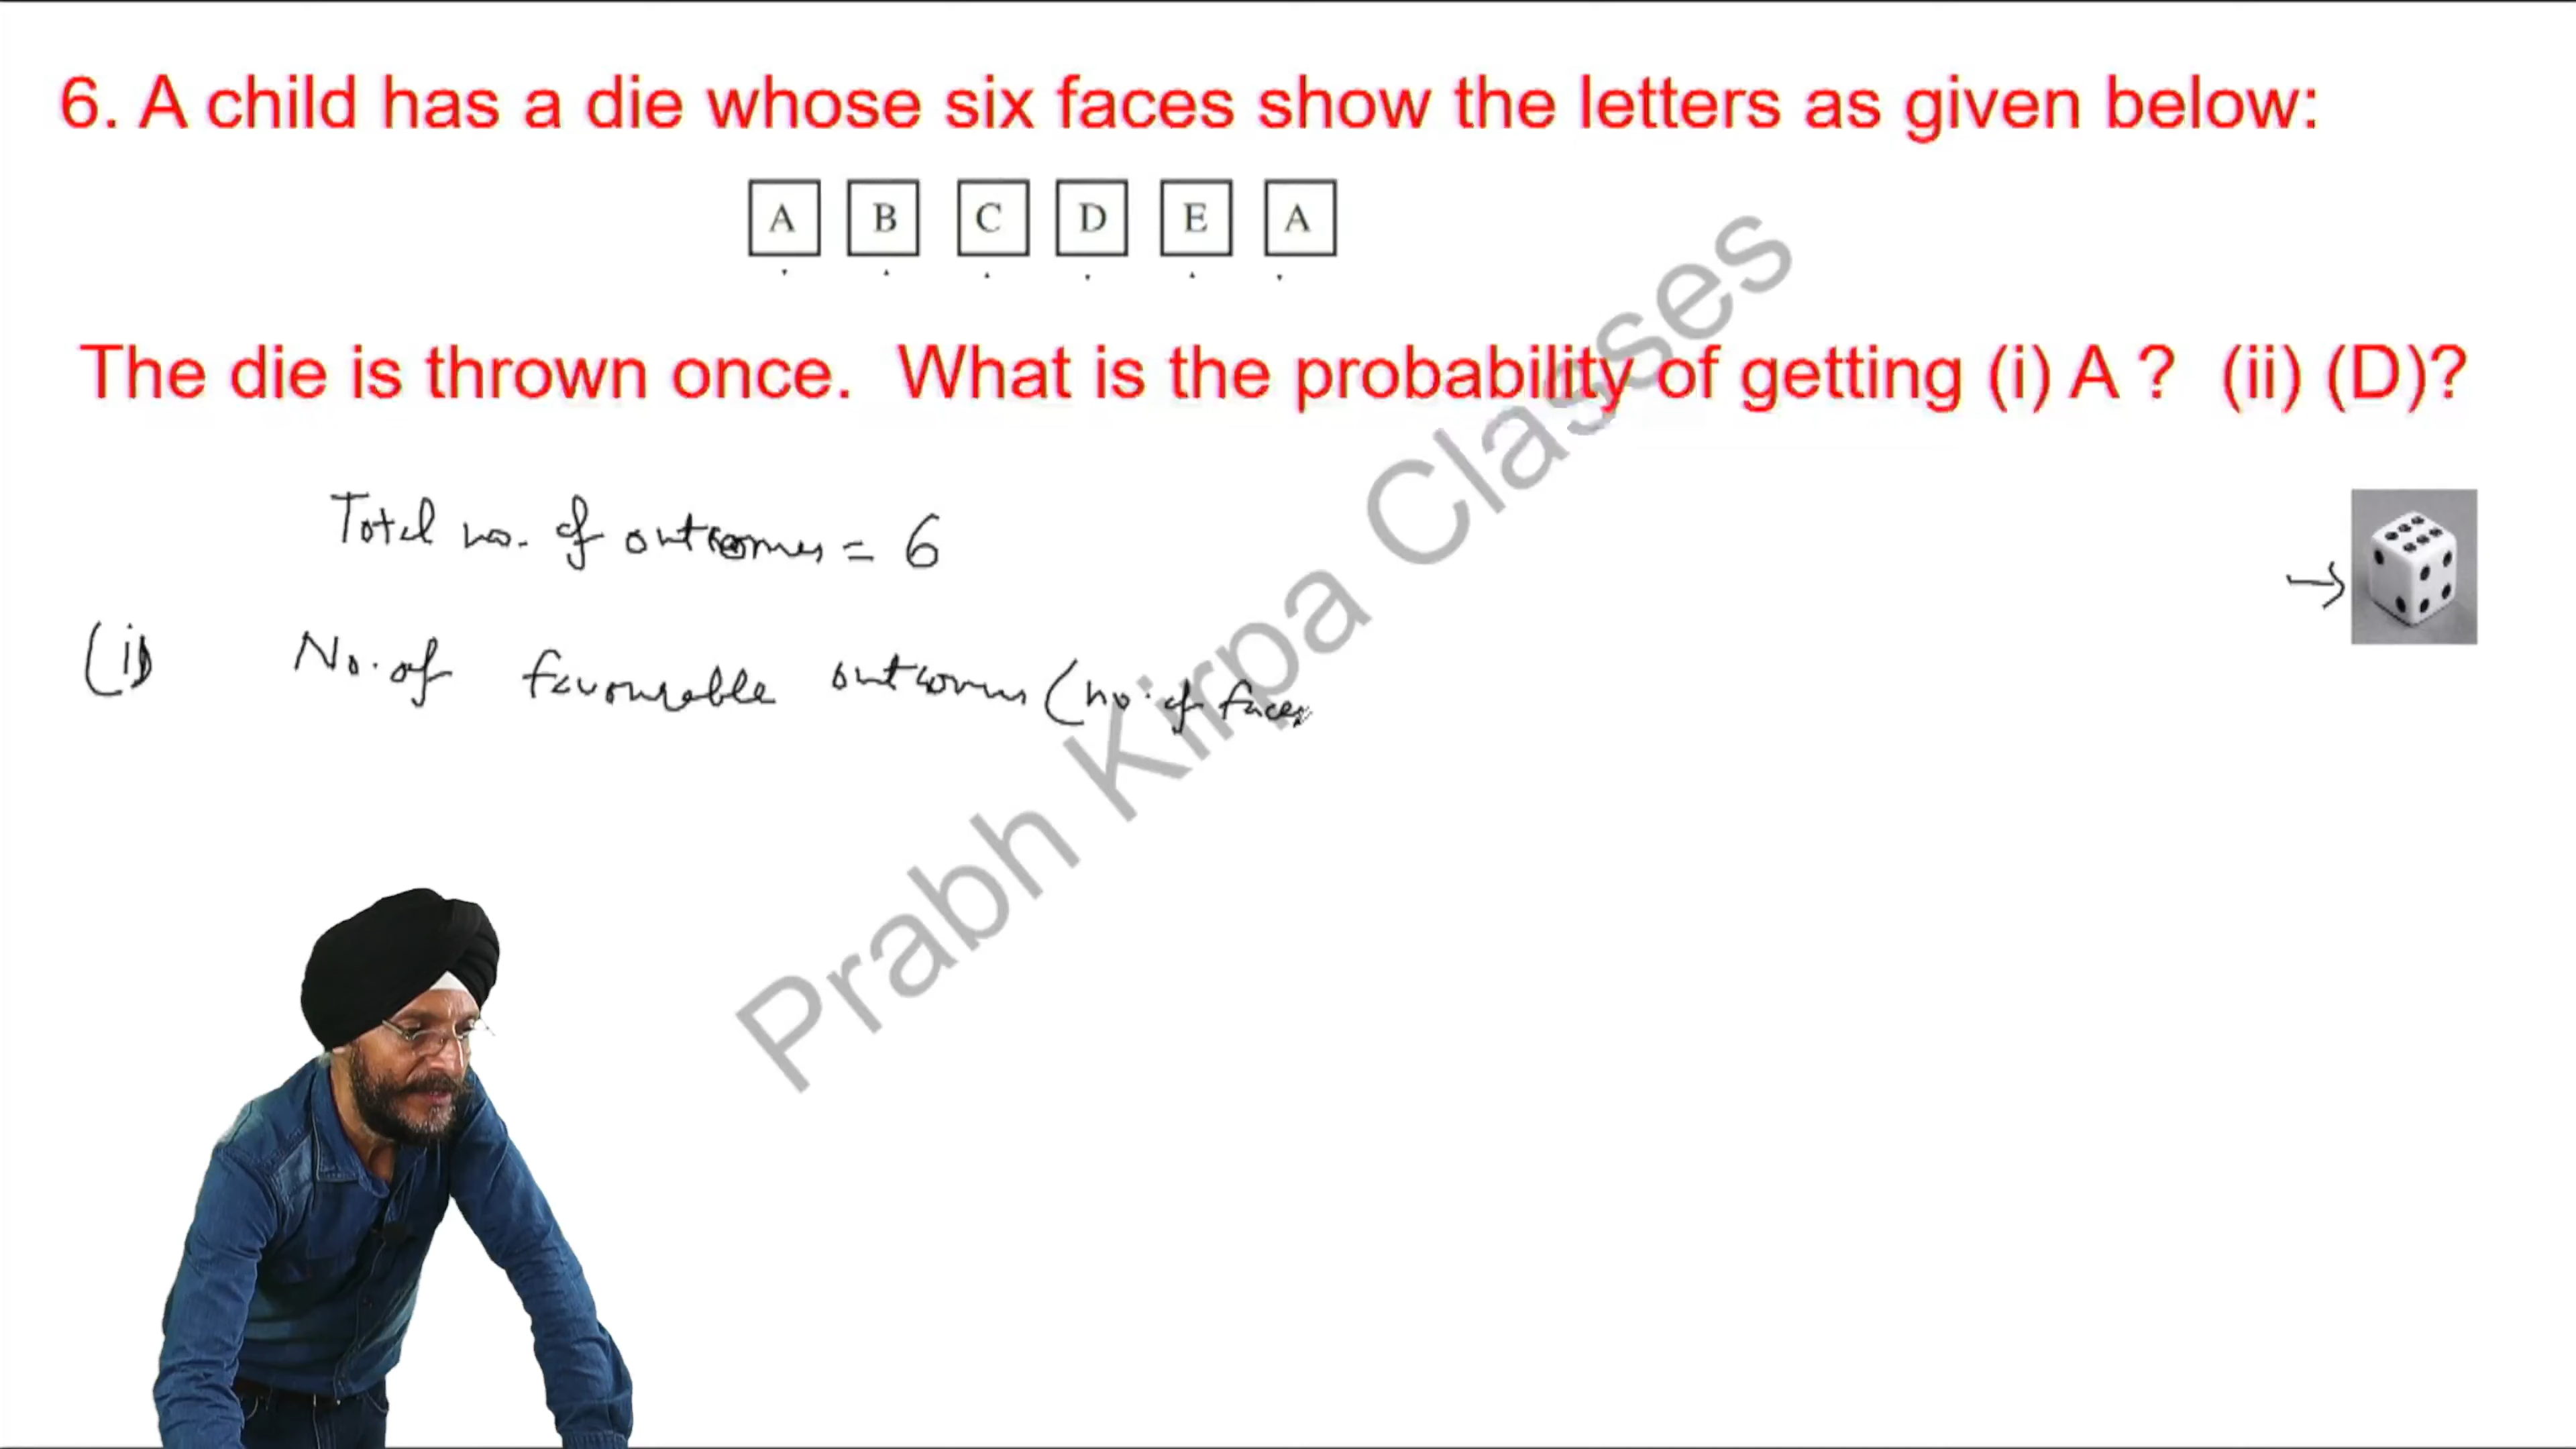 6. A child has a die whose six faces show the letters as given below:
A B C D E A
The die is thrown once. What is the probability of getting (i) A ? (ii) (D)?
Total no. of outcomes = 6
(i) No. of favourable outcomes (no. of faces
Prabh Kirpa Classes